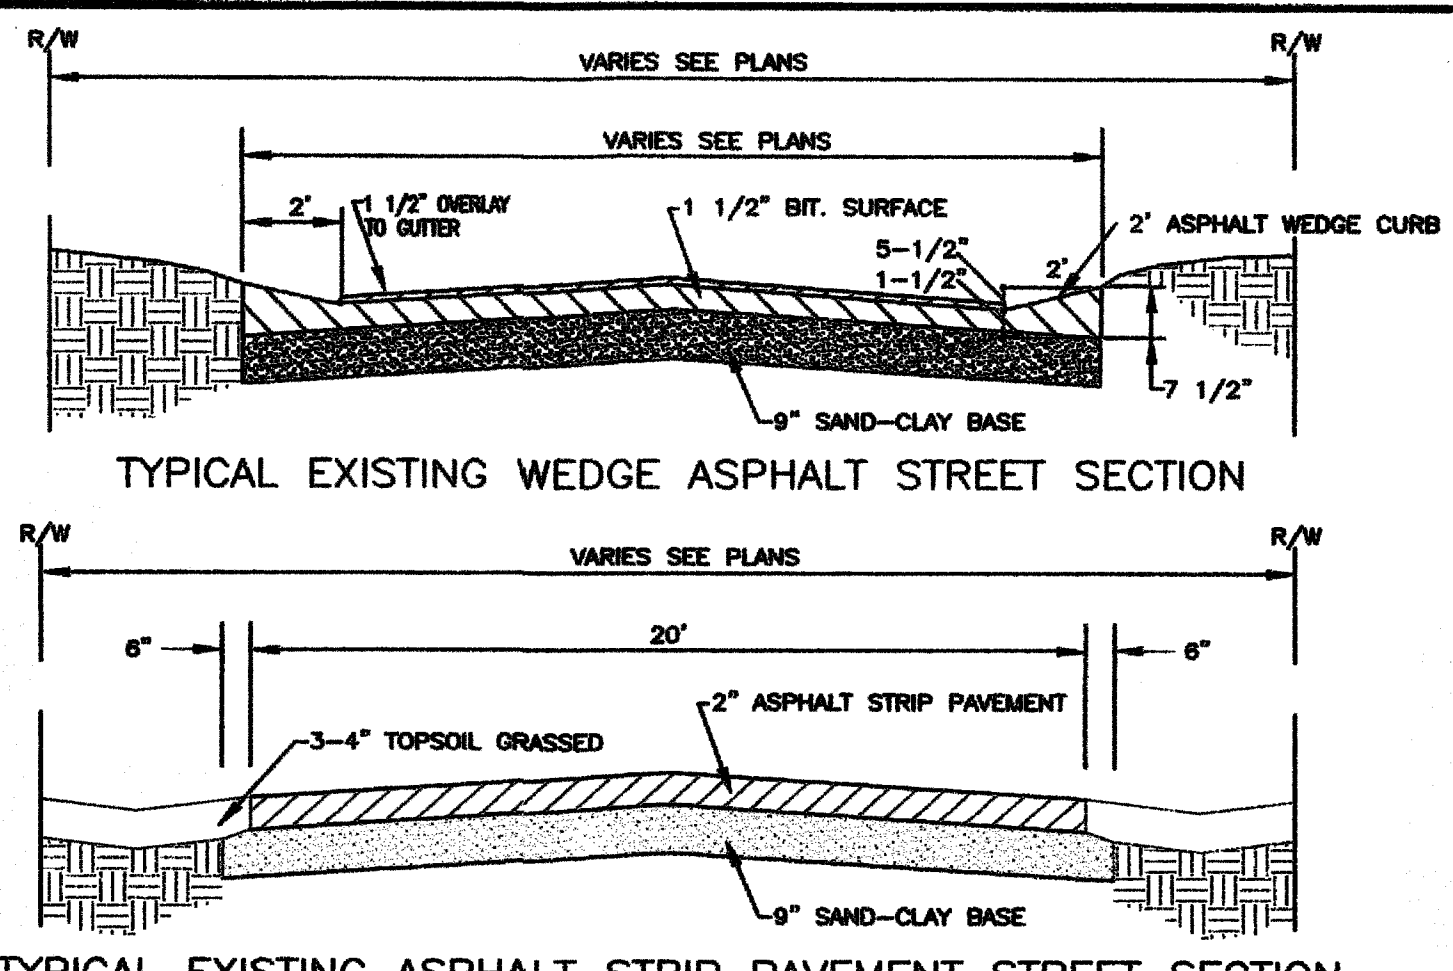 R/W R/W
VARIES SEE PLANS
VARIES SEE PLANS
2'
1 1/2" OVERLAY
TO GUTTER
1 1/2" BIT. SURFACE
5-1/2"
1-1/2"
2'
2' ASPHALT WEDGE CURB
7 1/2"
9" SAND-CLAY BASE
TYPICAL EXISTING WEDGE ASPHALT STREET SECTION
R/W R/W
VARIES SEE PLANS
6" 20' 6"
2" ASPHALT STRIP PAVEMENT
3-4" TOPSOIL GRASSED
9" SAND-CLAY BASE
TYPICAL EXISTING ASPHALT STRIP PAVEMENT STREET SECTION